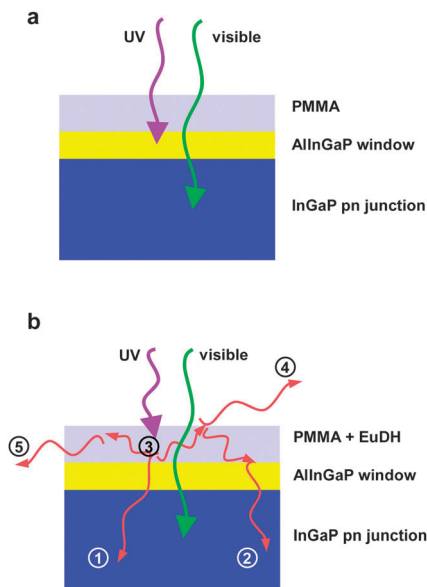 a
UV visible
PMMA
AlInGaP window
InGaP pn junction
b
UV visible
4
5
3
PMMA + EuDH
AlInGaP window
InGaP pn junction
1
2